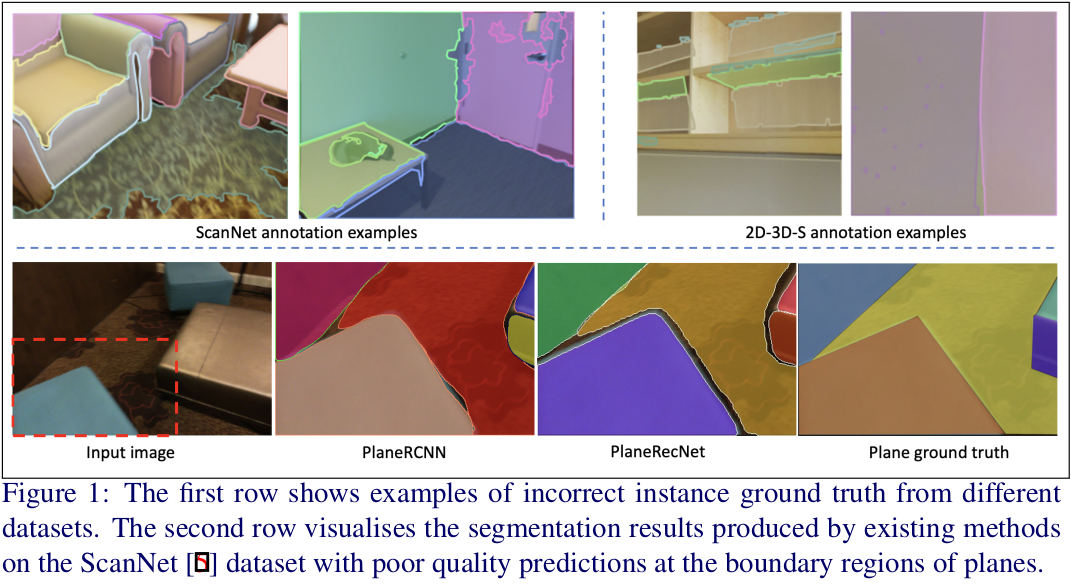 ScanNet annotation examples
2D-3D-S annotation examples
Input image
PlaneRCNN
PlaneRecNet
Plane ground truth
Figure 1: The first row shows examples of incorrect instance ground truth from different
datasets. The second row visualises the segmentation results produced by existing methods
on the ScanNet [8] dataset with poor quality predictions at the boundary regions of planes.